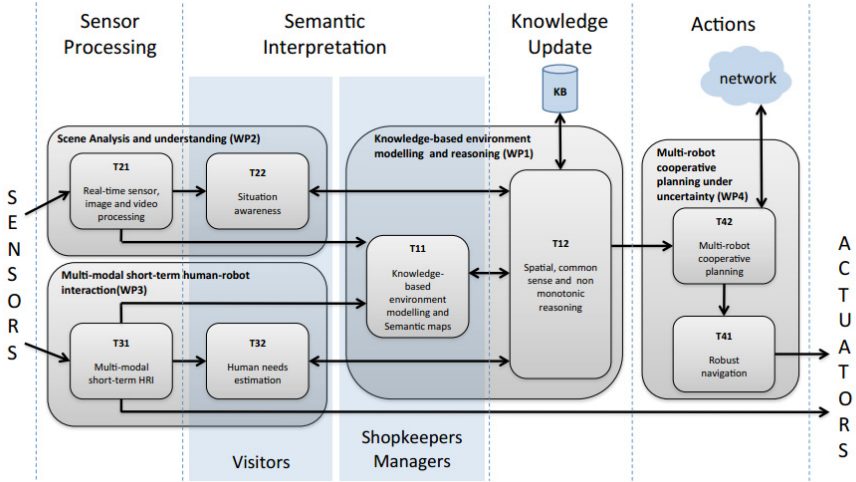 Sensor
Processing
Semantic
Interpretation
Knowledge
Update
Actions
KB
network
Scene Analysis and understanding (WP2)
T21
Real-time sensor,
image and video
processing
T22
Situation
awareness
Knowledge-based environment
modelling and reasoning (WP1)
T11
Knowledge-
based
environment
modelling and
Semantic maps
T12
Spatial, common
sense and non
monotonic
reasoning
Multi-robot
cooperative
planning under
uncertainty (WP4)
T42
Multi-robot
cooperative
planning
T41
Robust
navigation
Multi-modal short-term human-robot
interaction(WP3)
T31
Multi-modal
short-term HRI
T32
Human needs
estimation
Visitors
Shopkeepers
Managers
SENSORS
ACTUATORS